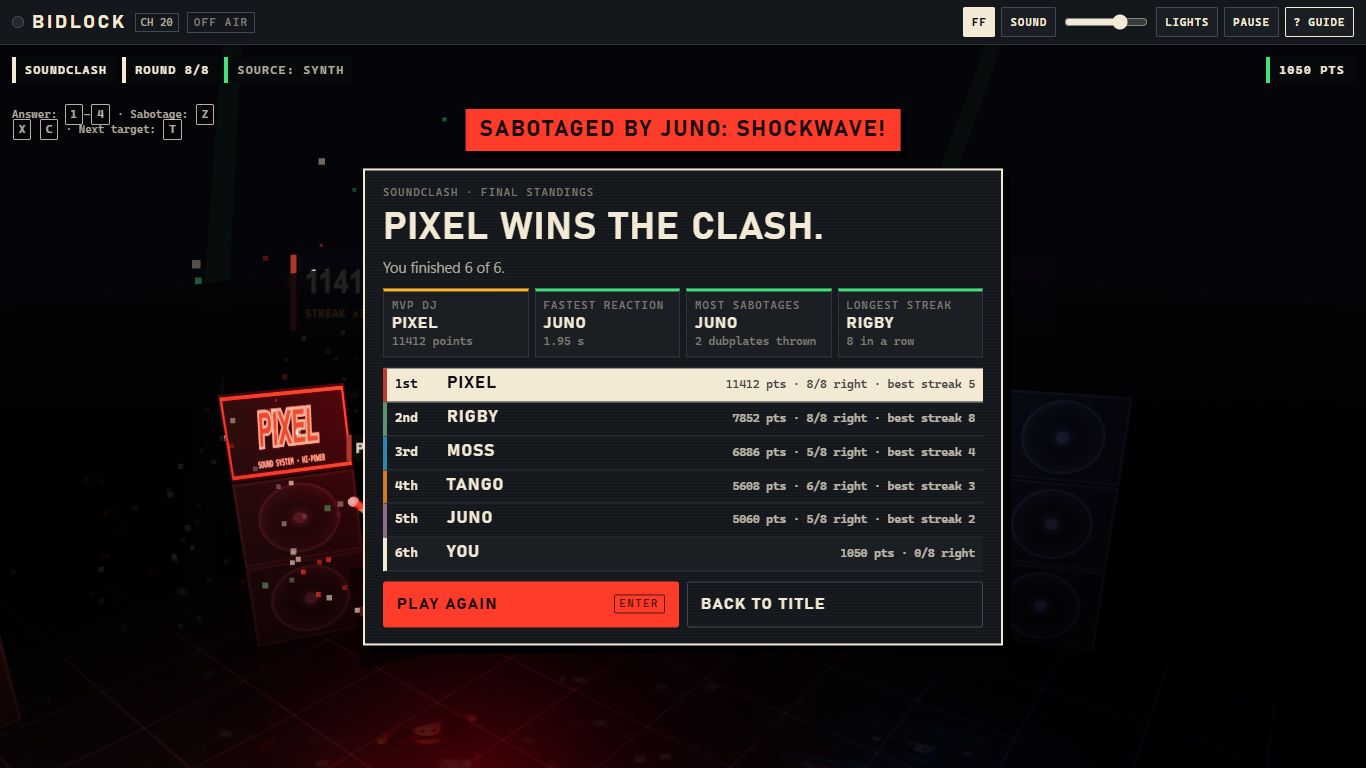 BIDLOCK CH 20 OFF AIR FF SOUND LIGHTS PAUSE ? GUIDE
SOUNDCLASH ROUND 8/8 SOURCE: SYNTH 1050 PTS
Answer: 1 – 4 · Sabotage: Z
X C · Next target: T
SABOTAGED BY JUNO: SHOCKWAVE!
SOUNDCLASH · FINAL STANDINGS
PIXEL WINS THE CLASH.
You finished 6 of 6.
MVP DJ
PIXEL
11412 points
FASTEST REACTION
JUNO
1.95 s
MOST SABOTAGES
JUNO
2 dubplates thrown
LONGEST STREAK
RIGBY
8 in a row
1st PIXEL 11412 pts · 8/8 right · best streak 5
2nd RIGBY 7852 pts · 8/8 right · best streak 8
3rd MOSS 6886 pts · 5/8 right · best streak 4
4th TANGO 5608 pts · 6/8 right · best streak 3
5th JUNO 5060 pts · 5/8 right · best streak 2
6th YOU 1050 pts · 0/8 right
PLAY AGAIN ENTER BACK TO TITLE
1141
STREAK
PIXEL
SOUND SYSTEM · HI-POWER
P